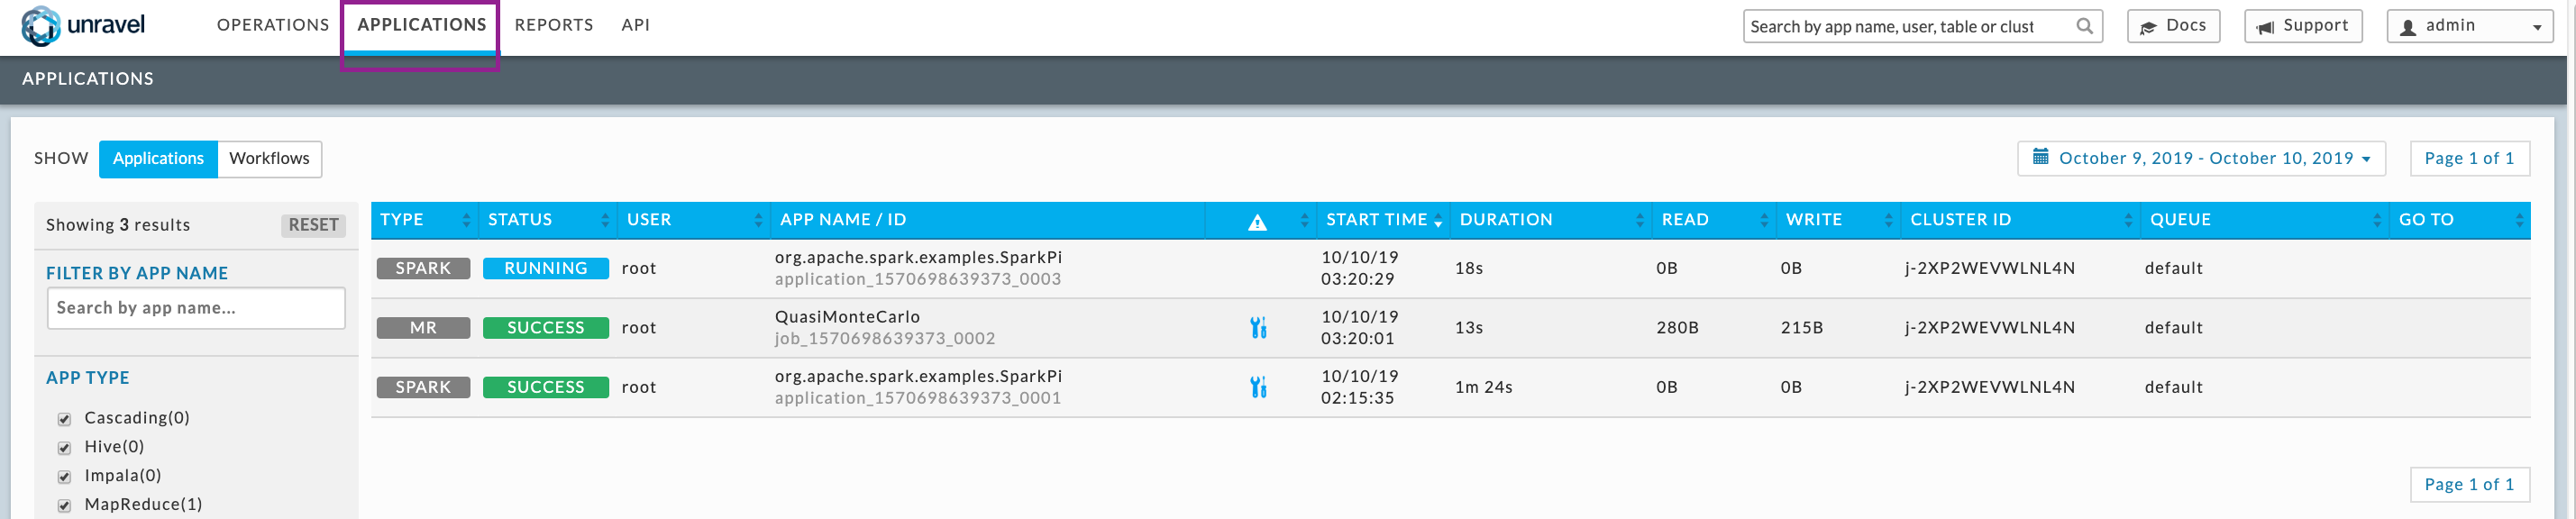 unravel OPERATIONS APPLICATIONS REPORTS API Search by app name, user, table or clust Docs Support admin
APPLICATIONS
SHOW Applications Workflows October 9, 2019 - October 10, 2019 Page 1 of 1
Showing 3 results RESET
FILTER BY APP NAME
Search by app name...
APP TYPE
Cascading(0)
Hive(0)
Impala(0)
MapReduce(1)
TYPE STATUS USER APP NAME / ID START TIME DURATION READ WRITE CLUSTER ID QUEUE GO TO
SPARK RUNNING root org.apache.spark.examples.SparkPi 10/10/19 18s 0B 0B j-2XP2WEVWLNL4N default
application_1570698639373_0003 03:20:29
MR SUCCESS root QuasiMonteCarlo 10/10/19 13s 280B 215B j-2XP2WEVWLNL4N default
job_1570698639373_0002 03:20:01
SPARK SUCCESS root org.apache.spark.examples.SparkPi 10/10/19 1m 24s 0B 0B j-2XP2WEVWLNL4N default
application_1570698639373_0001 02:15:35
Page 1 of 1